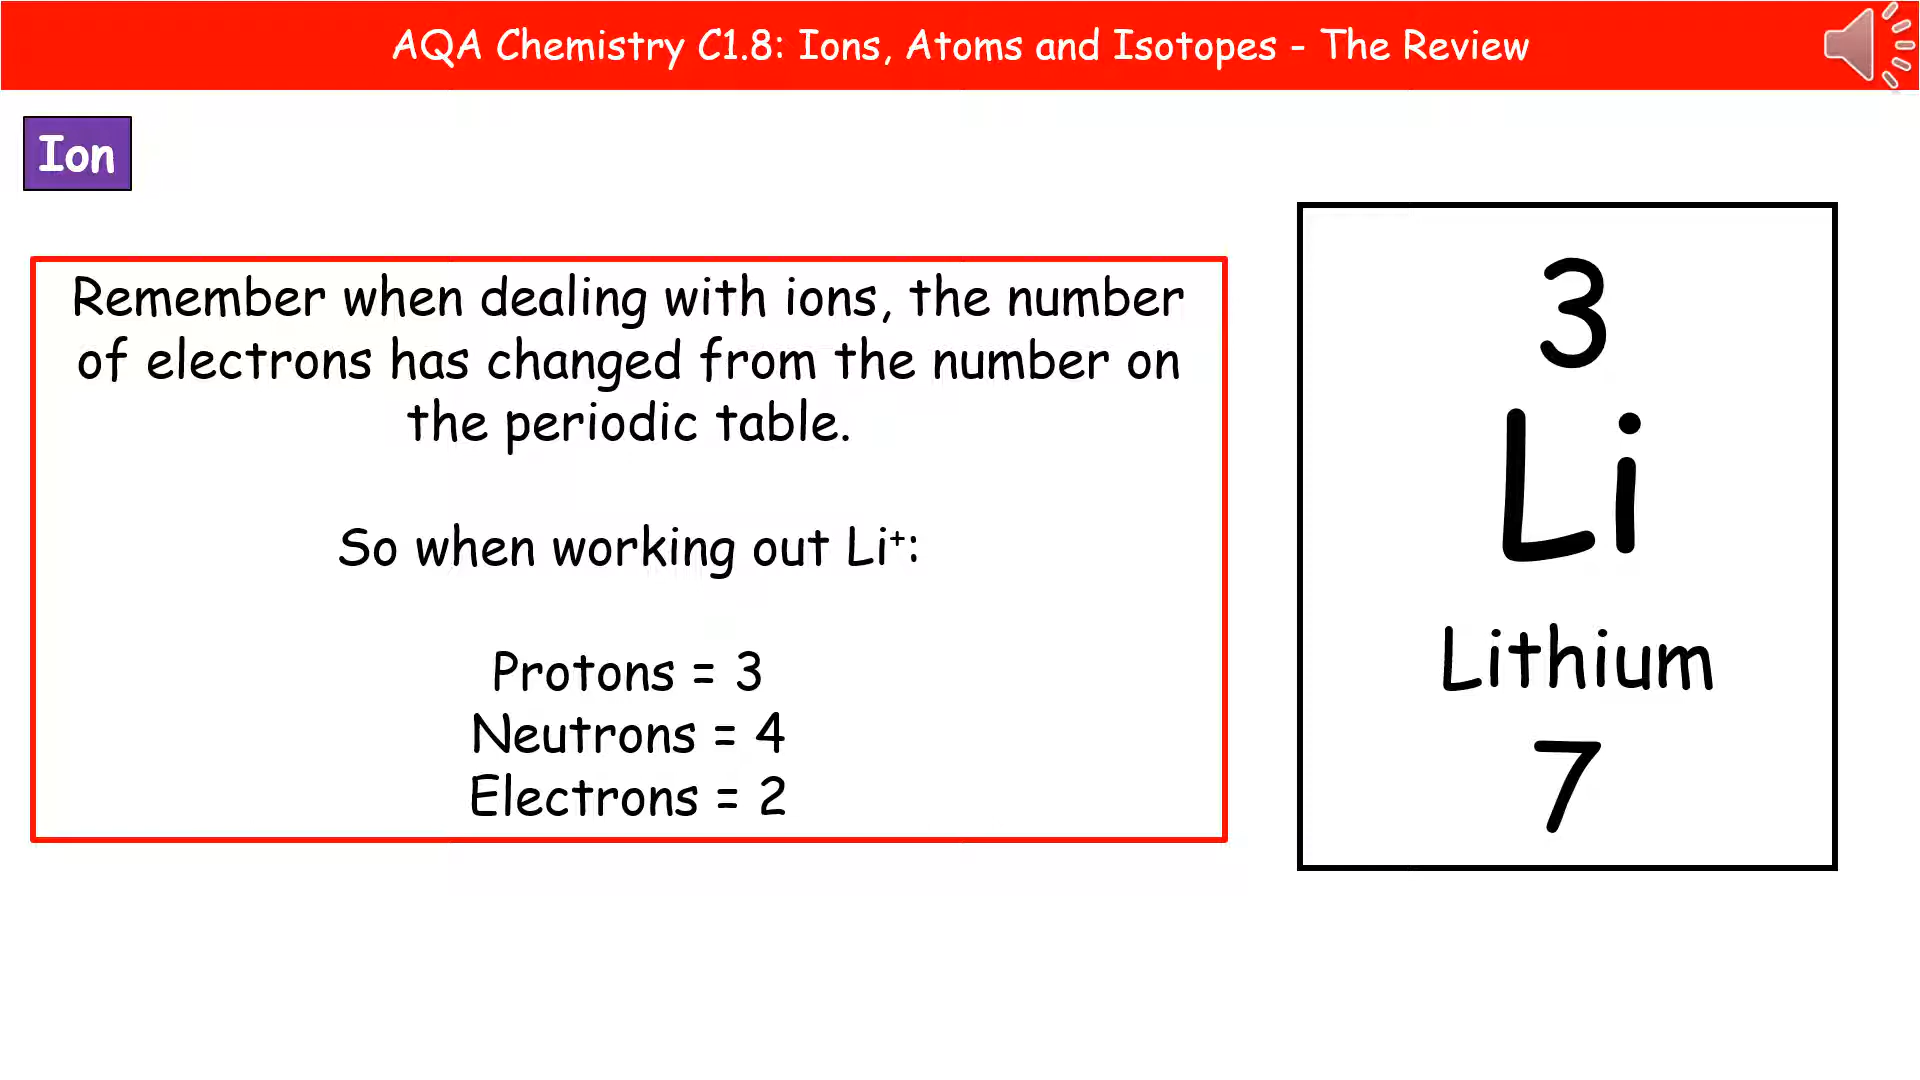 AQA Chemistry C1.8: Ions, Atoms and Isotopes - The Review
Ion
Remember when dealing with ions, the number
of electrons has changed from the number on
the periodic table.
So when working out Li⁺:
Protons = 3
Neutrons = 4
Electrons = 2
3
Li
Lithium
7